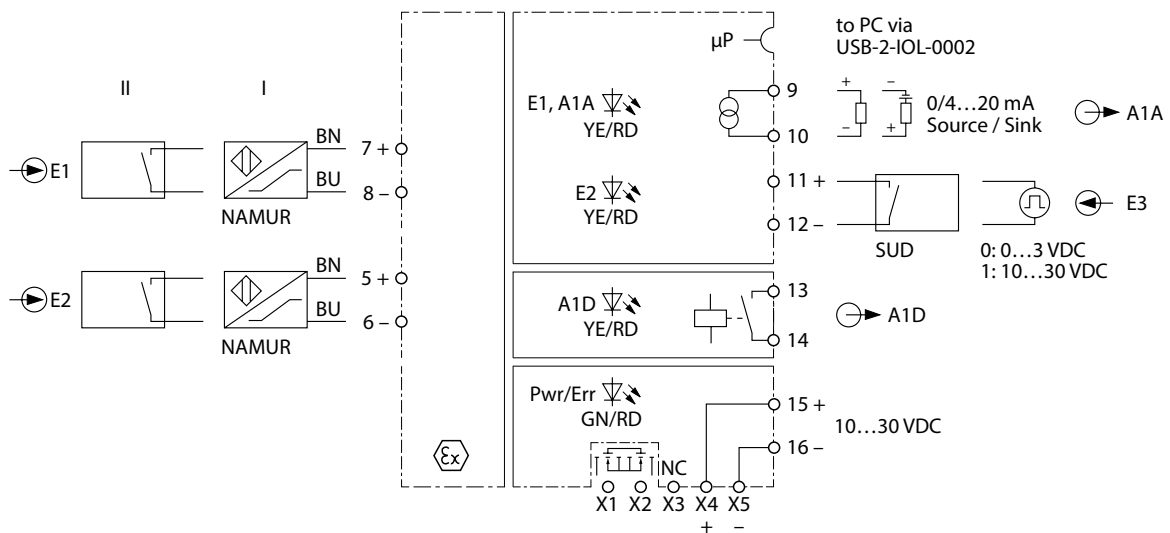 µP
to PC via
USB-2-IOL-0002
II
I
E1, A1A
YE/RD
9
10
+
–
–
+
0/4…20 mA
Source / Sink
A1A
E1
BN
BU
7 +
8 –
NAMUR
E2
YE/RD
11 +
12 –
SUD
0: 0…3 VDC
1: 10…30 VDC
E3
E2
BN
BU
5 +
6 –
NAMUR
A1D
YE/RD
13
14
A1D
Pwr/Err
GN/RD
15 +
16 –
10…30 VDC
Ex
NC
X1 X2 X3 X4 X5
+ –